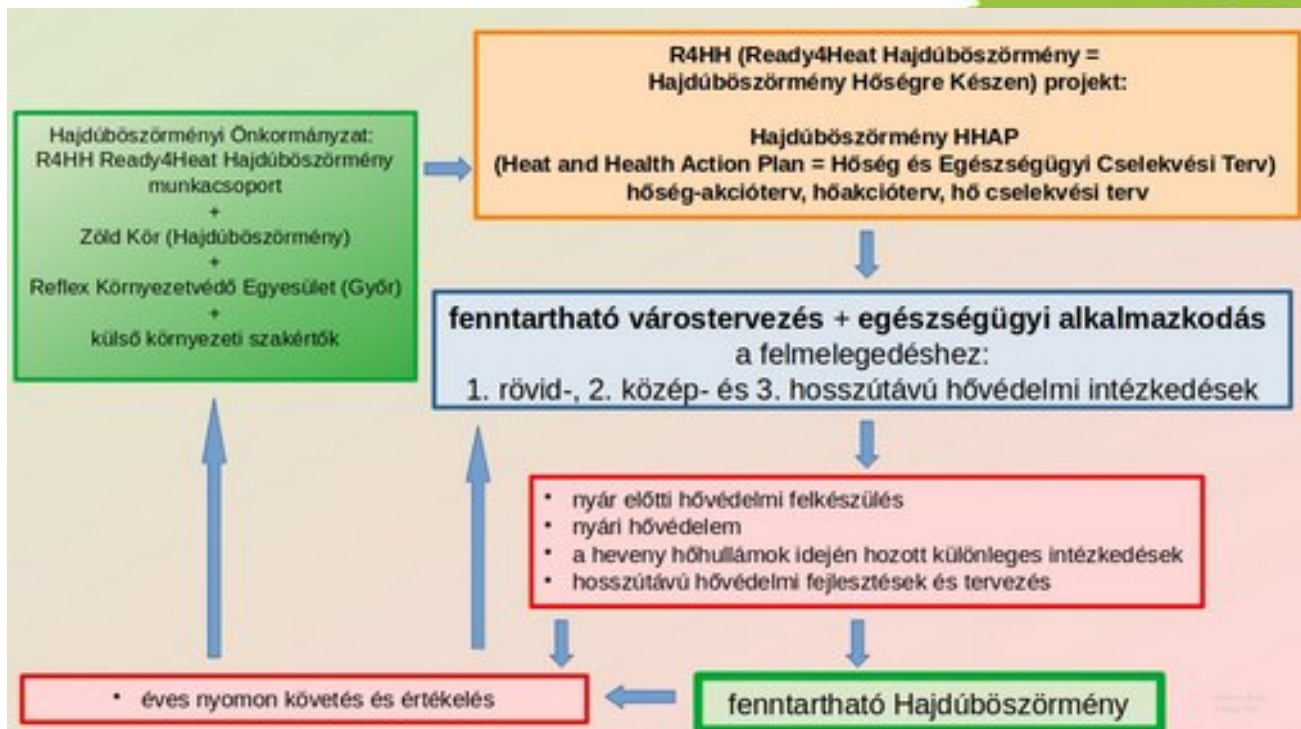 Hajdúböszörményi Önkormányzat:
R4HH Ready4Heat Hajdúböszörmény
munkacsoport
+
Zöld Kör (Hajdúböszörmény)
+
Reflex Környezetvédő Egyesület (Győr)
+
külső környezeti szakértők
R4HH (Ready4Heat Hajdúböszörmény =
Hajdúböszörmény Hőségre Készen) projekt:
Hajdúböszörmény HHAP
(Heat and Health Action Plan = Hőség és Egészségügyi Cselekvési Terv)
hőség-akcióterv, hőakcióterv, hő cselekvési terv
fenntartható várostervezés + egészségügyi alkalmazkodás
a felmelegedéshez:
1. rövid-, 2. közép- és 3. hosszútávú hővédelmi intézkedések
• nyár előtti hővédelmi felkészülés
• nyári hővédelem
• a heveny hőhullámok idején hozott különleges intézkedések
• hosszútávú hővédelmi fejlesztések és tervezés
• éves nyomon követés és értékelés
fenntartható Hajdúböszörmény